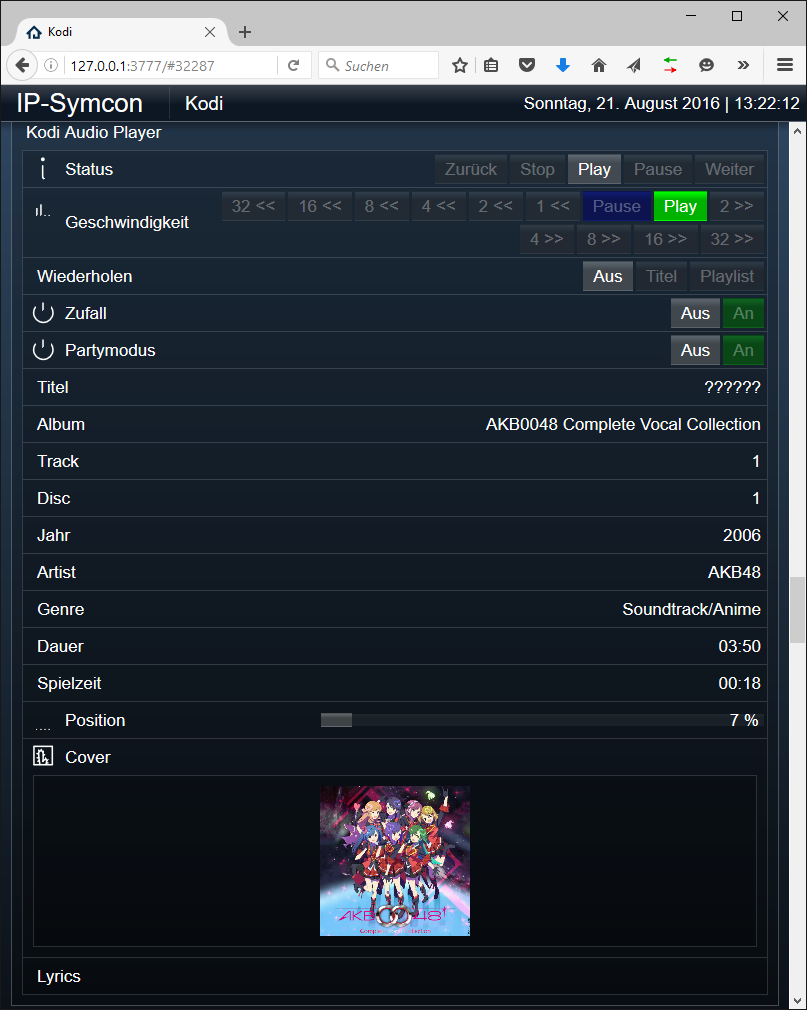 Kodi
127.0.0.1:3777/#32287
Suchen
IP-Symcon
Kodi
Sonntag, 21. August 2016 | 13:22:12
Kodi Audio Player
Status
Zurück Stop Play Pause Weiter
Geschwindigkeit
32 << 16 << 8 << 4 << 2 << 1 << Pause Play 2 >>
4 >> 8 >> 16 >> 32 >>
Wiederholen
Aus Titel Playlist
Zufall
Aus An
Partymodus
Aus An
Titel
??????
Album
AKB0048 Complete Vocal Collection
Track
1
Disc
1
Jahr
2006
Artist
AKB48
Genre
Soundtrack/Anime
Dauer
03:50
Spielzeit
00:18
Position
7 %
Cover
AKB0048
Lyrics